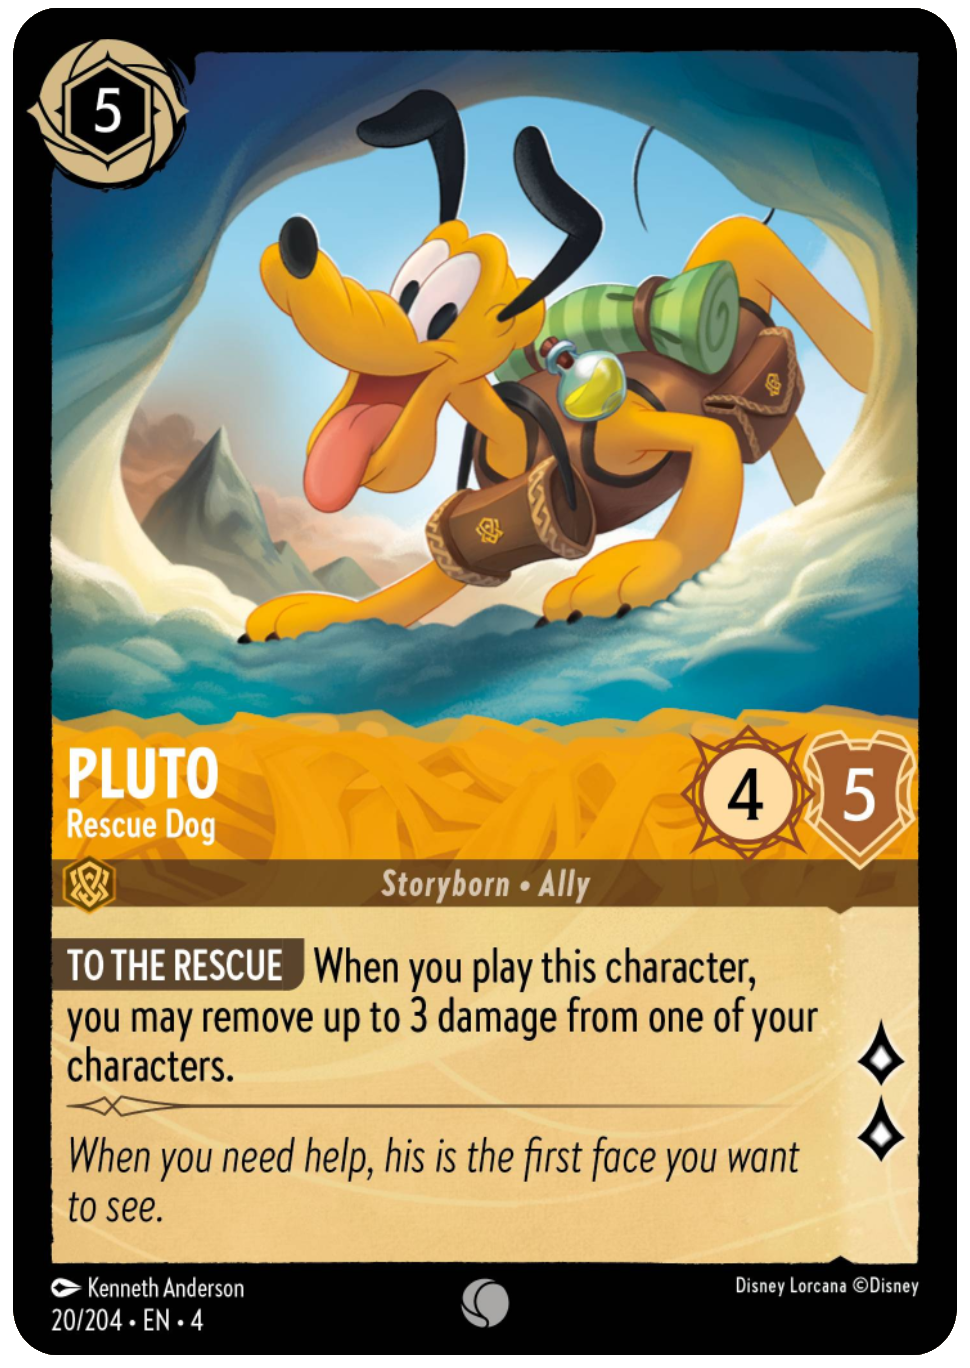 5
PLUTO
Rescue Dog
4
5
Storyborn • Ally
TO THE RESCUE When you play this character,
you may remove up to 3 damage from one of your
characters.
When you need help, his is the first face you want
to see.
Kenneth Anderson
Disney Lorcana ©Disney
20/204 • EN • 4